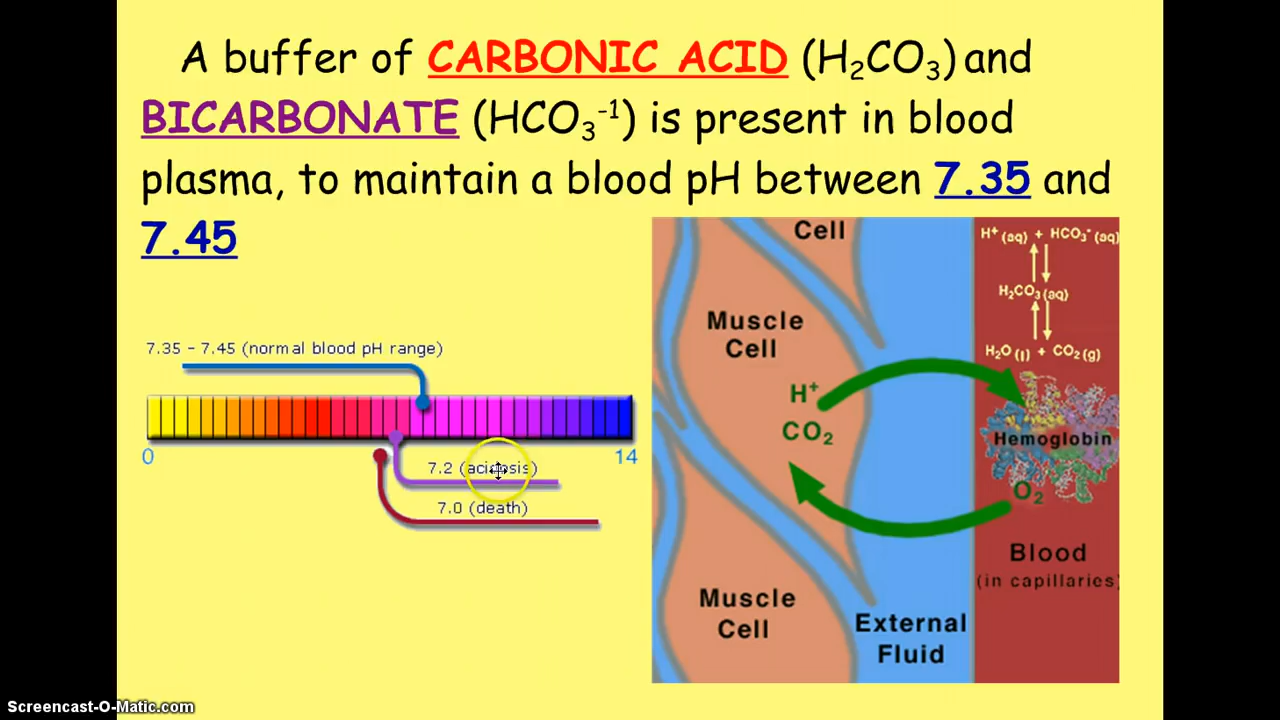 A buffer of CARBONIC ACID (H₂CO₃) and
BICARBONATE (HCO₃⁻¹) is present in blood
plasma, to maintain a blood pH between 7.35 and
7.45
7.35 – 7.45 (normal blood pH range)
0
14
7.2 (acidosis)
7.0 (death)
Cell
Muscle
Cell
H⁺
CO₂
Muscle
Cell
External
Fluid
H⁺(aq) + HCO₃⁻(aq)
H₂CO₃(aq)
H₂O(l) + CO₂(g)
Hemoglobin
O₂
Blood
(in capillaries)
Screencast-O-Matic.com